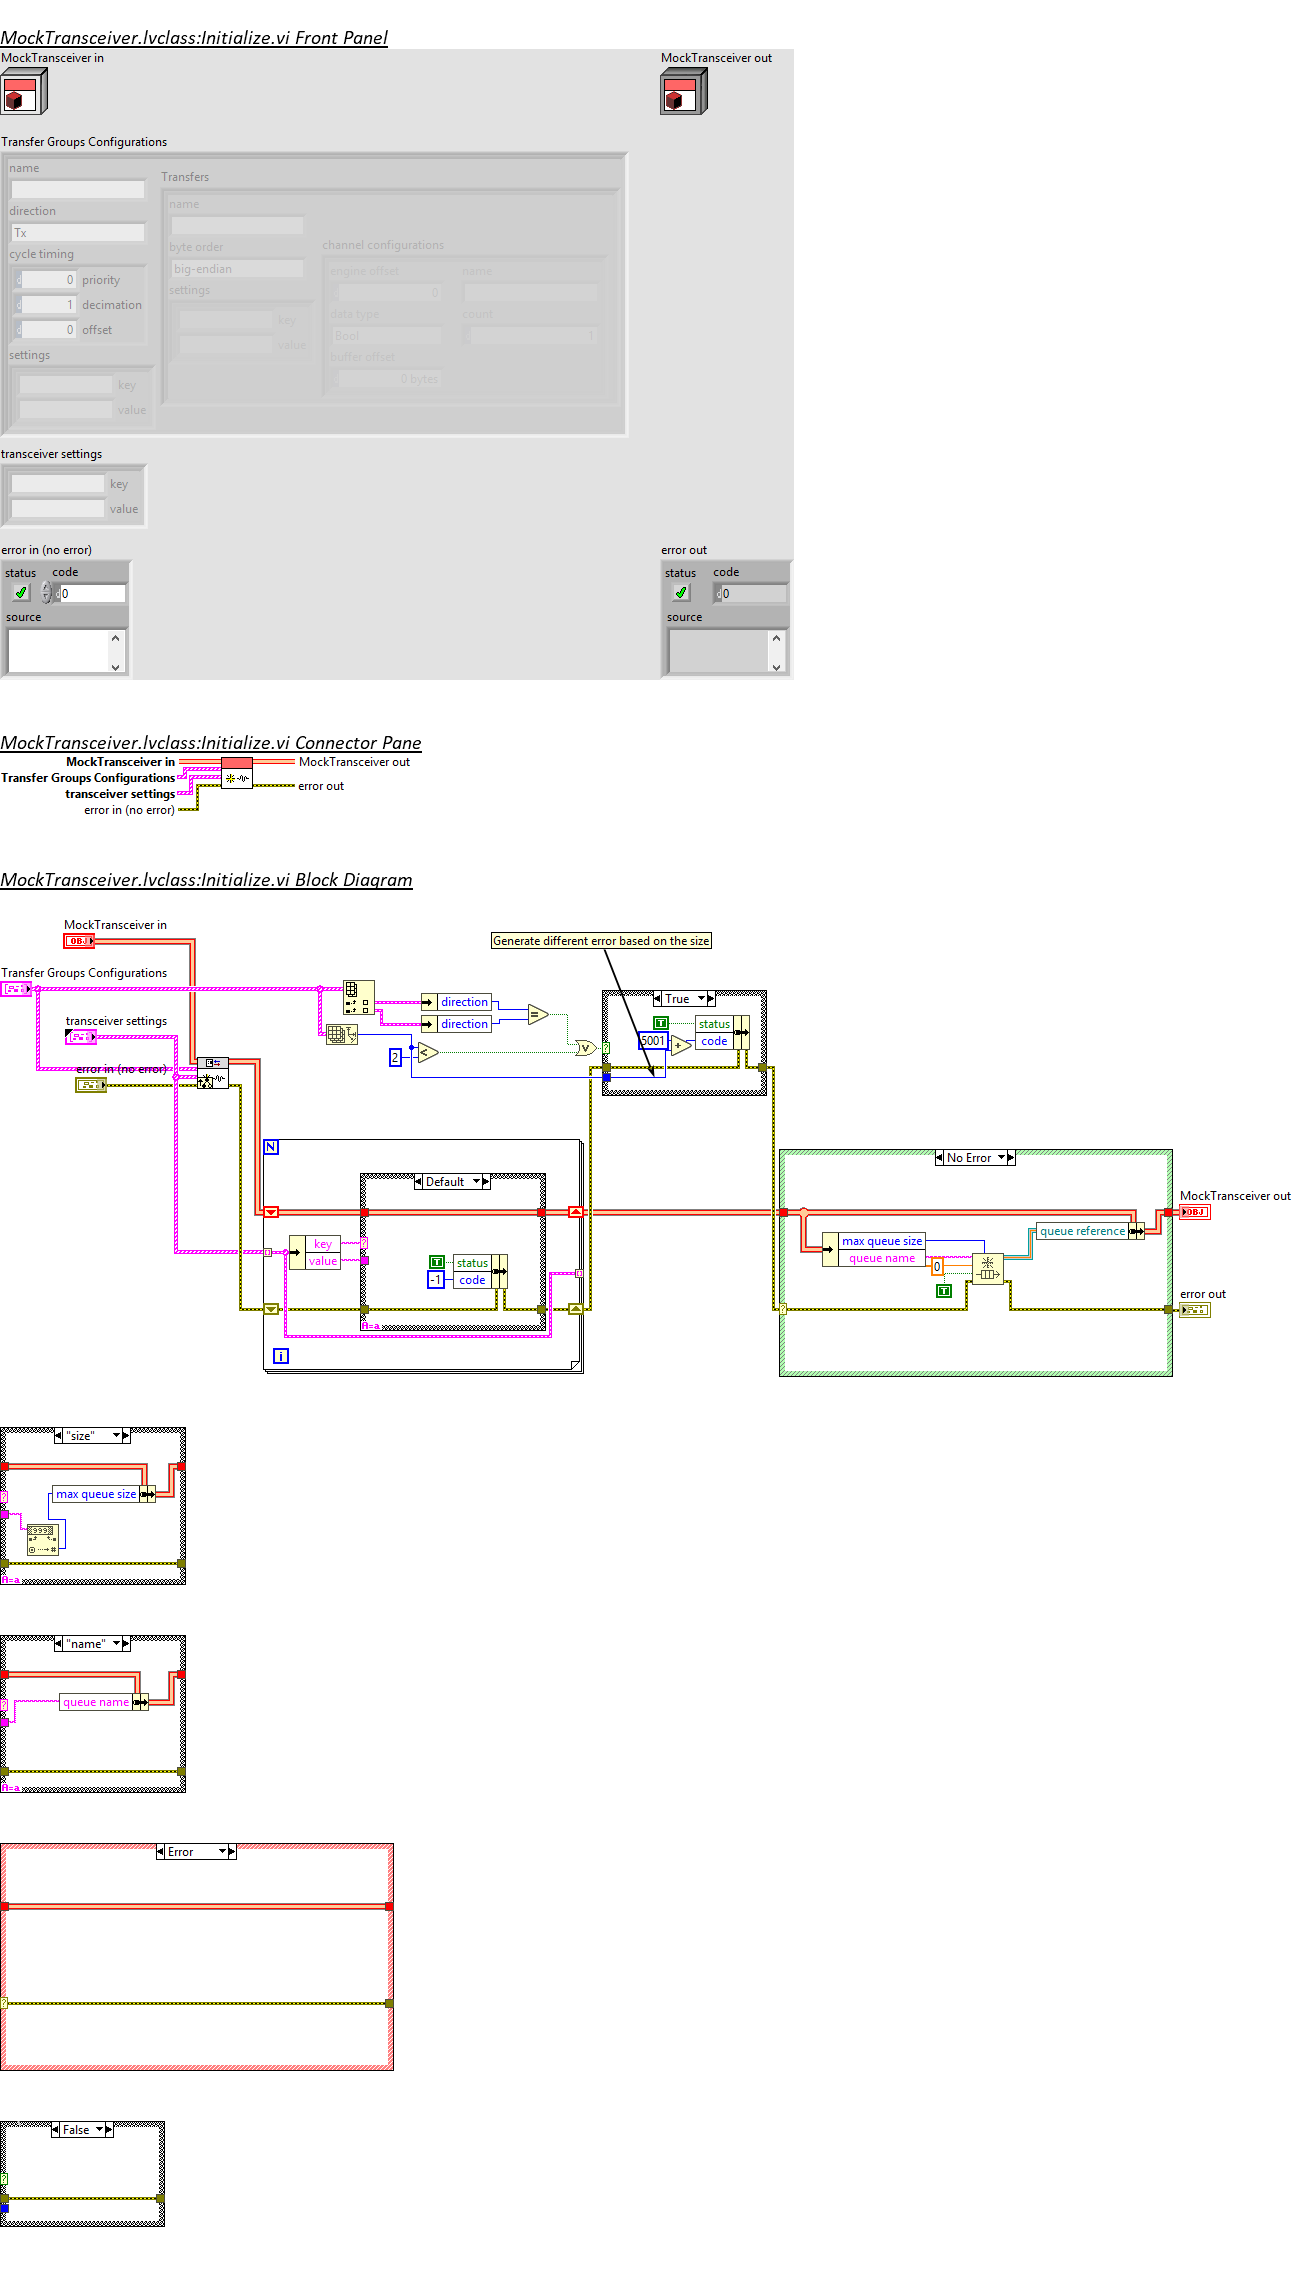 MockTransceiver.lvclass:Initialize.vi Front Panel
MockTransceiver in
MockTransceiver out
Transfer Groups Configurations
name
Transfers
name
direction
Tx
byte order
channel configurations
cycle timing
big-endian
engine offset
name
0 priority
settings
0
1 decimation
key
data type
count
0 offset
value
Bool
1
settings
buffer offset
key
0 bytes
value
transceiver settings
key
value
error in (no error)
error out
status code
status code
0
0
source
source
MockTransceiver.lvclass:Initialize.vi Connector Pane
MockTransceiver in
MockTransceiver out
Transfer Groups Configurations
transceiver settings
error out
error in (no error)
MockTransceiver.lvclass:Initialize.vi Block Diagram
MockTransceiver in
OBJ
Generate different error based on the size
Transfer Groups Configurations
direction
True
transceiver settings
direction
T
status
5001
code
2
error in (no error)
N
No Error
Default
MockTransceiver out
OBJ
key
value
max queue size
queue reference
queue name
0
T
status
-1
code
T
error out
A=a
i
"size"
max queue size
999
A=a
"name"
queue name
A=a
Error
False